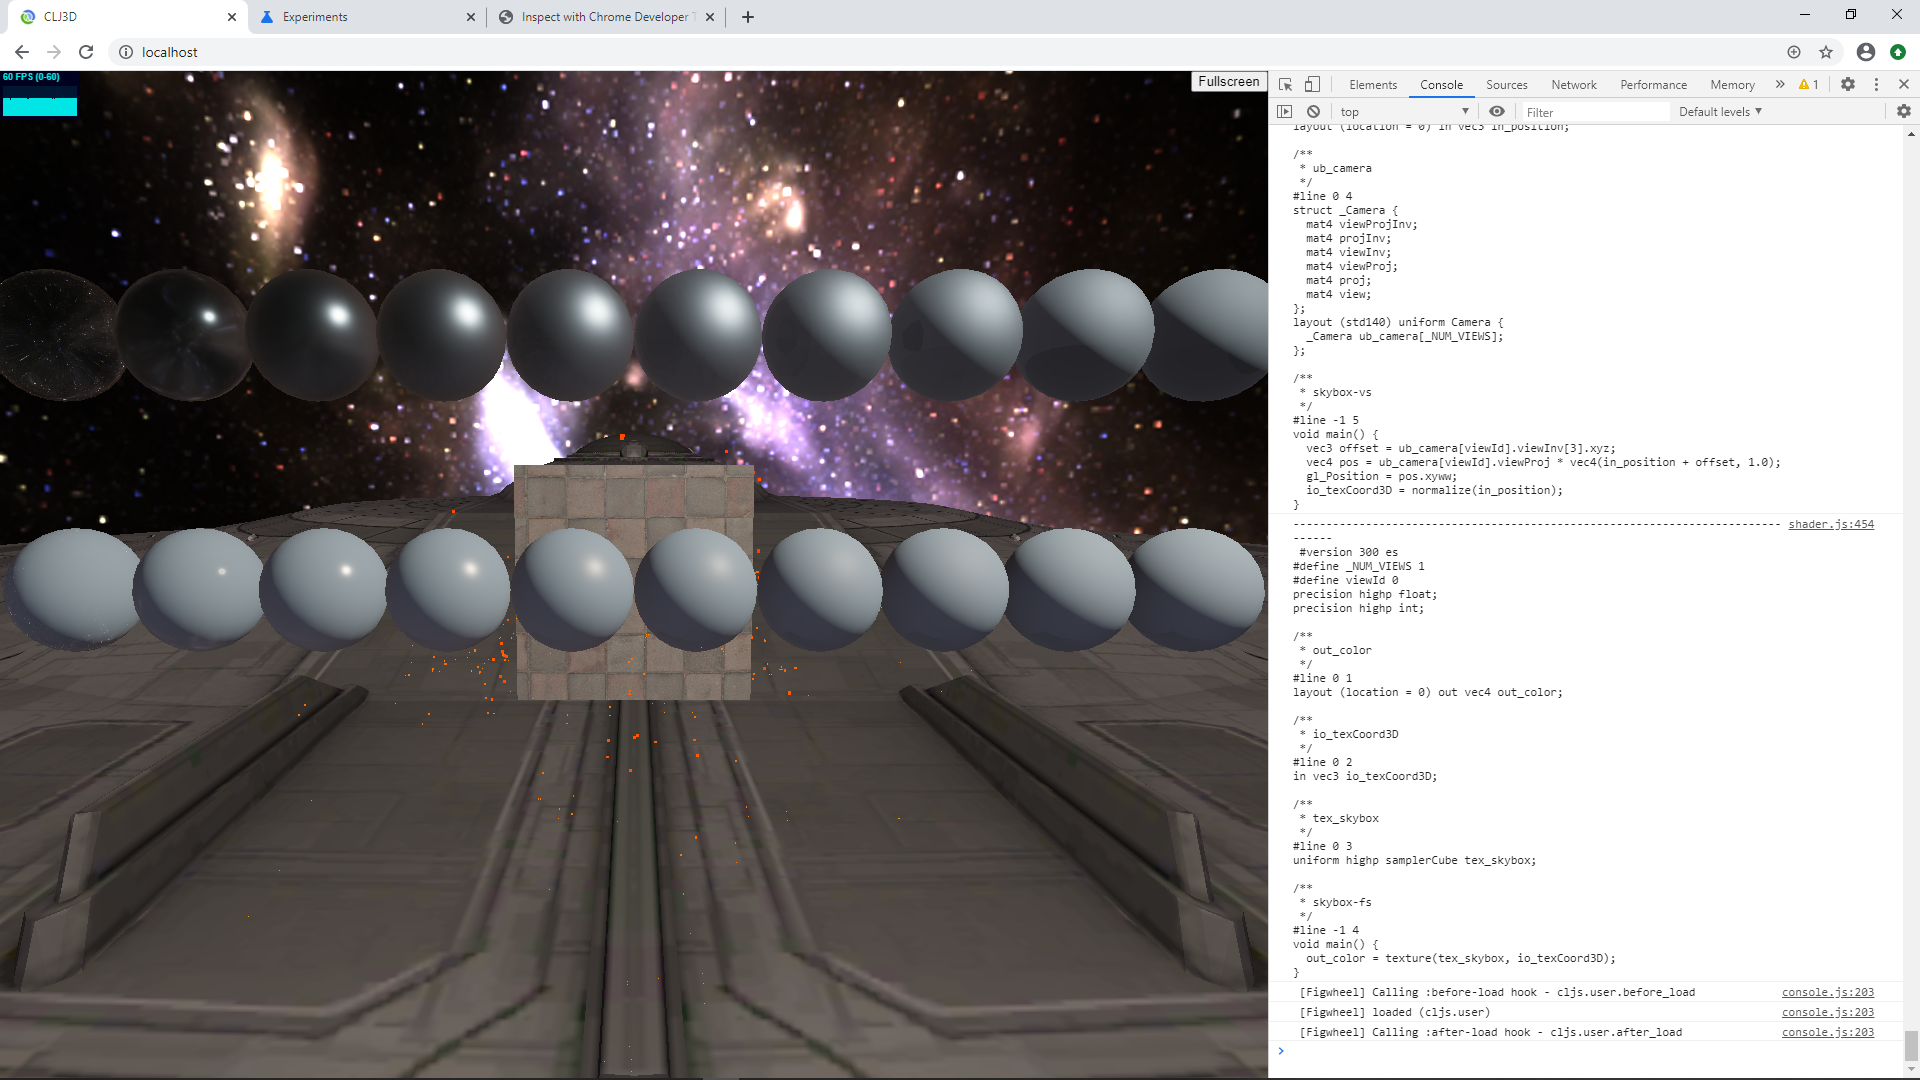 CLJ3D
Experiments
Inspect with Chrome Developer T
localhost
60 FPS (0-60)
Fullscreen
Elements
Console
Sources
Network
Performance
Memory
1
top
Filter
Default levels
layout (location = 0) in vec3 in_position;
/**
 * ub_camera
 */
#line 0 4
struct _Camera {
  mat4 viewProjInv;
  mat4 projInv;
  mat4 viewInv;
  mat4 viewProj;
  mat4 proj;
  mat4 view;
};
layout (std140) uniform Camera {
  _Camera ub_camera[_NUM_VIEWS];
};
/**
 * skybox-vs
 */
#line -1 5
void main() {
  vec3 offset = ub_camera[viewId].viewInv[3].xyz;
  vec4 pos = ub_camera[viewId].viewProj * vec4(in_position + offset, 1.0);
  gl_Position = pos.xyww;
  io_texCoord3D = normalize(in_position);
}
-------------------------------------------------------------------------- shader.js:454
------
 #version 300 es
#define _NUM_VIEWS 1
#define viewId 0
precision highp float;
precision highp int;
/**
 * out_color
 */
#line 0 1
layout (location = 0) out vec4 out_color;
/**
 * io_texCoord3D
 */
#line 0 2
in vec3 io_texCoord3D;
/**
 * tex_skybox
 */
#line 0 3
uniform highp samplerCube tex_skybox;
/**
 * skybox-fs
 */
#line -1 4
void main() {
  out_color = texture(tex_skybox, io_texCoord3D);
}
[Figwheel] Calling :before-load hook - cljs.user.before_load console.js:203
[Figwheel] loaded (cljs.user) console.js:203
[Figwheel] Calling :after-load hook - cljs.user.after_load console.js:203